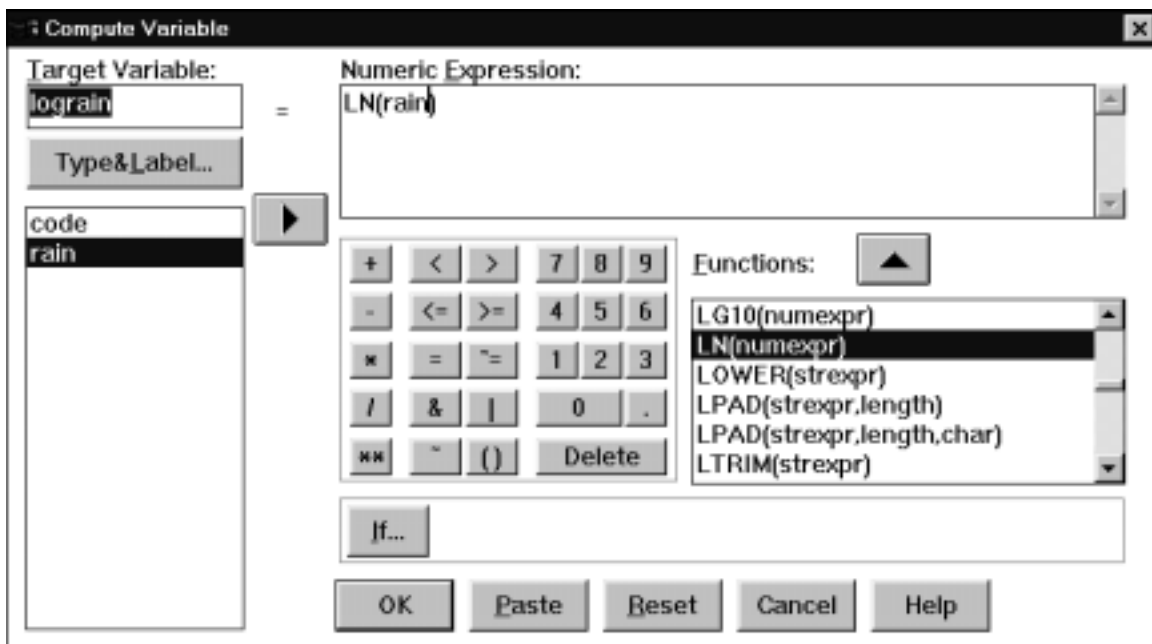 Compute Variable
Target Variable:
lograin
=
Numeric Expression:
LN(rain)
Type&Label...
code
rain
+ < > 7 8 9
- <= >= 4 5 6
* = ~= 1 2 3
/ & | 0 .
** ~ () Delete
Functions:
LG10(numexpr)
LN(numexpr)
LOWER(strexpr)
LPAD(strexpr,length)
LPAD(strexpr,length,char)
LTRIM(strexpr)
If...
OK Paste Reset Cancel Help